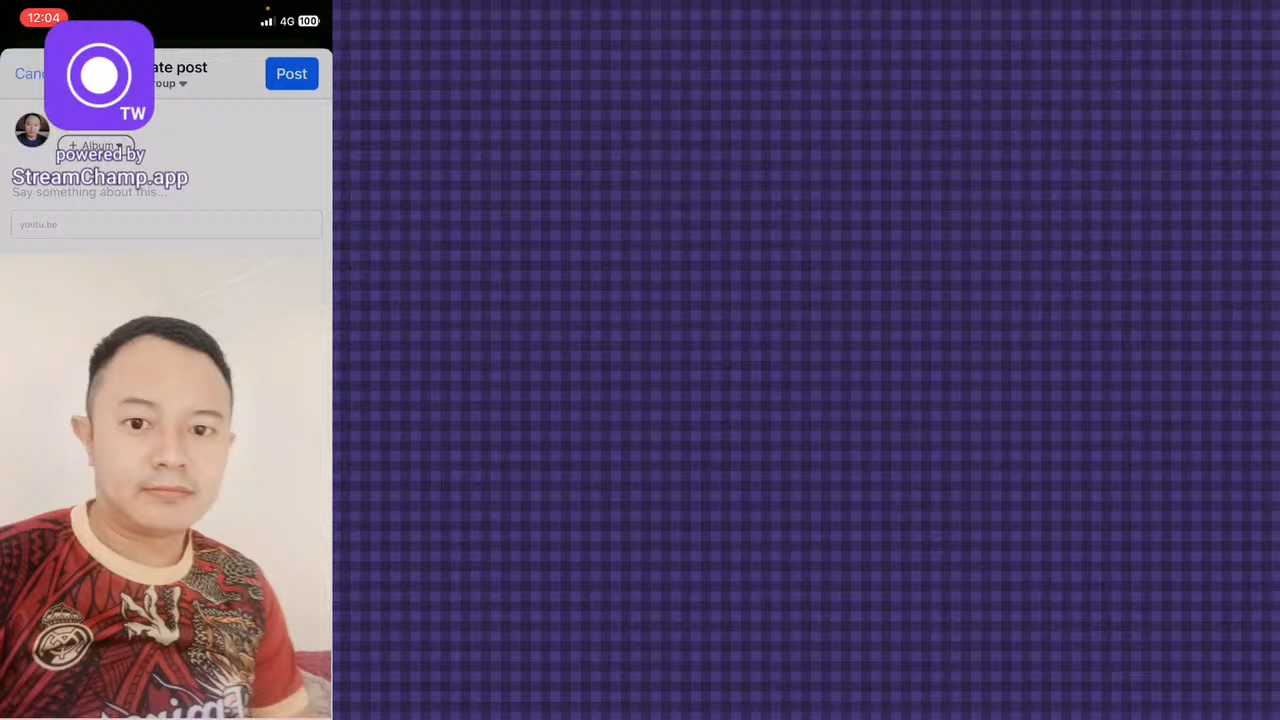 12:04
4G 100
Canc
ate post
roup
Post
TW
+ Album
powered by
StreamChamp.app
Say something about this...
youtu.be